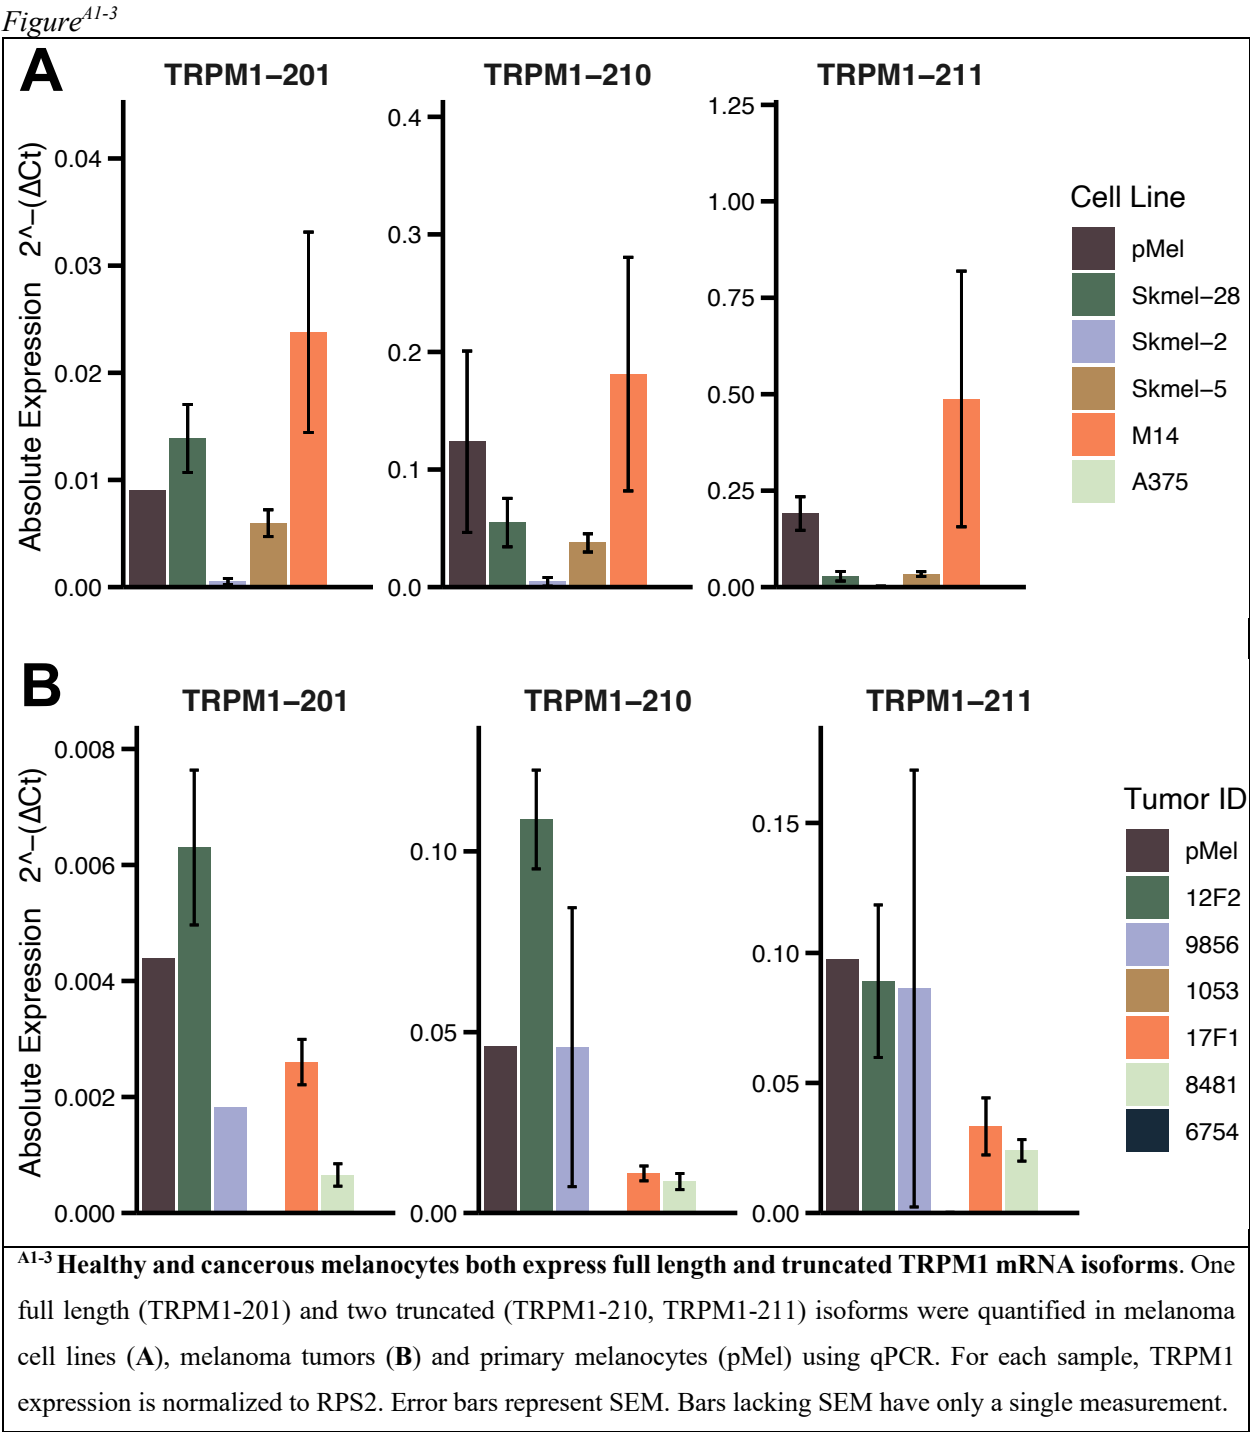 Figure^A1-3
A
TRPM1–201
TRPM1–210
TRPM1–211
Absolute Expression 2^–(ΔCt)
0.04
0.03
0.02
0.01
0.00
0.4
0.3
0.2
0.1
0.0
1.25
1.00
0.75
0.50
0.25
0.00
Cell Line
pMel
Skmel–28
Skmel–2
Skmel–5
M14
A375
B
TRPM1–201
TRPM1–210
TRPM1–211
Absolute Expression 2^–(ΔCt)
0.008
0.006
0.004
0.002
0.000
0.10
0.05
0.00
0.15
0.10
0.05
0.00
Tumor ID
pMel
12F2
9856
1053
17F1
8481
6754
A1-3 Healthy and cancerous melanocytes both express full length and truncated TRPM1 mRNA isoforms. One
full length (TRPM1-201) and two truncated (TRPM1-210, TRPM1-211) isoforms were quantified in melanoma
cell lines (A), melanoma tumors (B) and primary melanocytes (pMel) using qPCR. For each sample, TRPM1
expression is normalized to RPS2. Error bars represent SEM. Bars lacking SEM have only a single measurement.